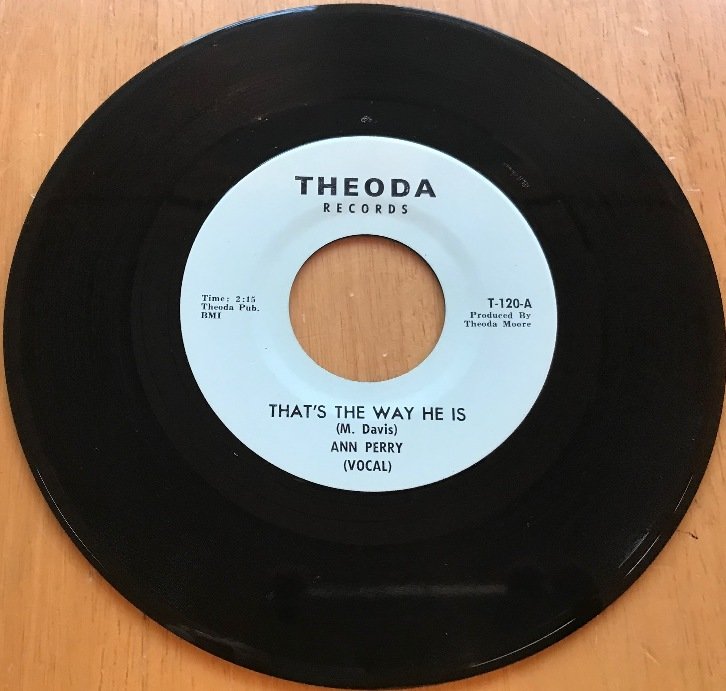 THEODA
RECORDS
Time: 2:15
Theoda Pub.
BMI
T-120-A
Produced By
Theoda Moore
THAT'S THE WAY HE IS
(M. Davis)
ANN PERRY
(VOCAL)